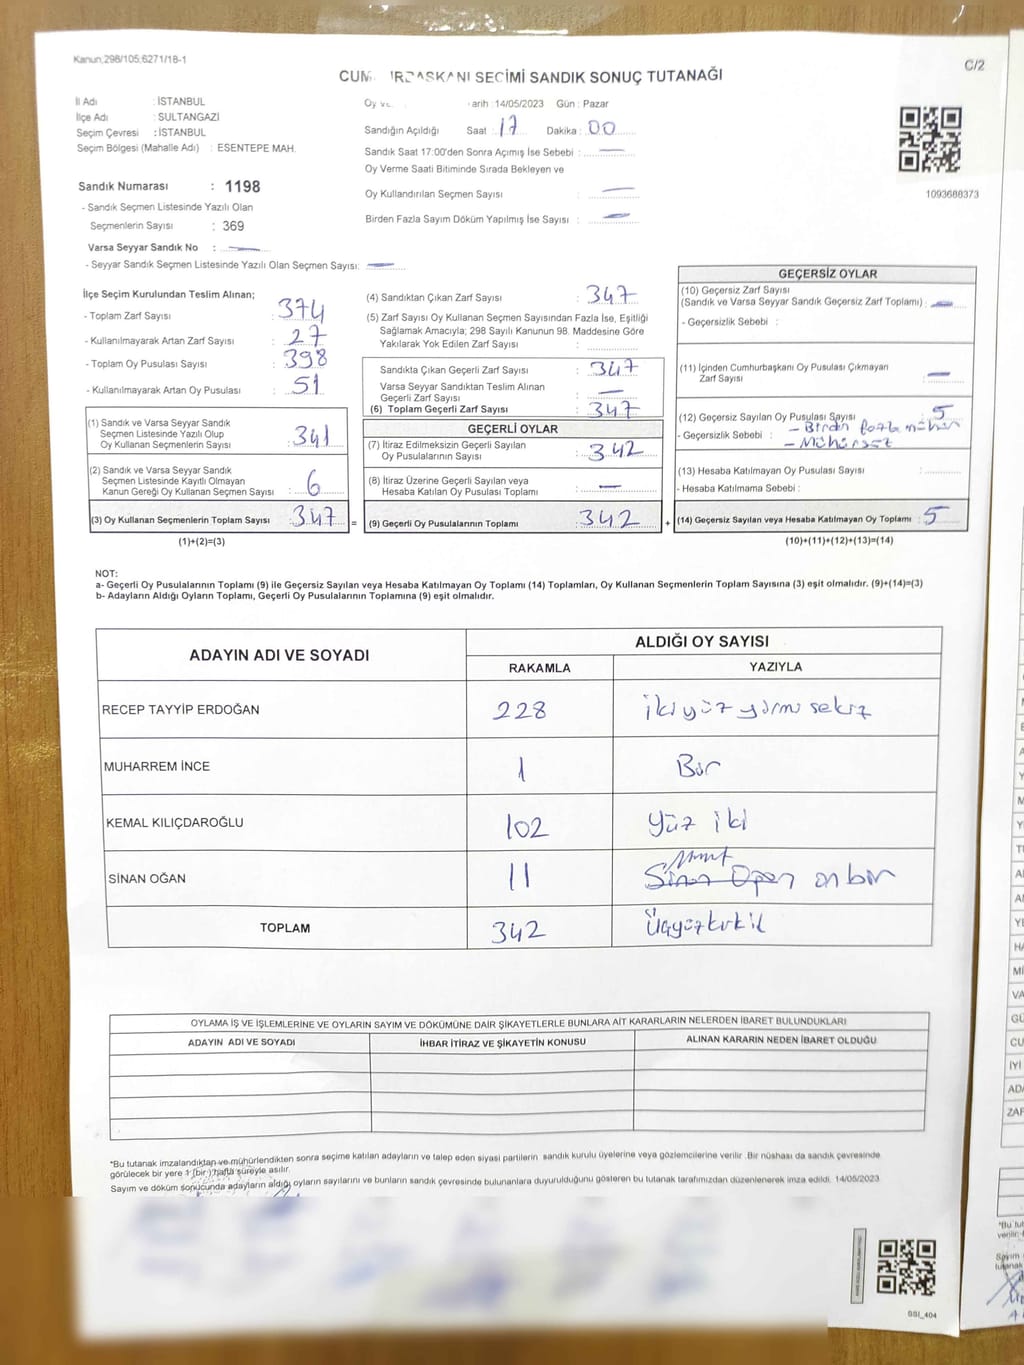 Kanun;298/105;6271/18-1
C/2
SEÇİMİ SANDIK SONUÇ TUTANAĞI
İl Adı : İSTANBUL
İlçe Adı : SULTANGAZİ
Seçim Çevresi : İSTANBUL
Seçim Bölgesi (Mahalle Adı) : ESENTEPE MAH.
Sandık Numarası : 1198
- Sandık Seçmen Listesinde Yazılı Olan
Seçmenlerin Sayısı : 369
Varsa Seyyar Sandık No : —
- Seyyar Sandık Seçmen Listesinde Yazılı Olan Seçmen Sayısı: —
Oy :14/05/2023 Gün : Pazar
Sandığın Açıldığı Saat : 17 Dakika : 00
Sandık Saat 17:00'den Sonra Açımış İse Sebebi : —
Oy Verme Saati Bitiminde Sırada Bekleyen ve
Oy Kullandırılan Seçmen Sayısı : —
Birden Fazla Sayım Döküm Yapılmış İse Sayısı : —
1093688373
İlçe Seçim Kurulundan Teslim Alınan;
- Toplam Zarf Sayısı : 374
- Kullanılmayarak Artan Zarf Sayısı : 27
- Toplam Oy Pusulası Sayısı : 398
- Kullanılmayarak Artan Oy Pusulası : 51
(1) Sandık ve Varsa Seyyar Sandık
Seçmen Listesinde Yazılı Olup
Oy Kullanan Seçmenlerin Sayısı : 341
(2) Sandık ve Varsa Seyyar Sandık
Seçmen Listesinde Kayıtlı Olmayan
Kanun Gereği Oy Kullanan Seçmen Sayısı : 6
(3) Oy Kullanan Seçmenlerin Toplam Sayısı : 347 =
(1)+(2)=(3)
(4) Sandıktan Çıkan Zarf Sayısı : 347
(5) Zarf Sayısı Oy Kullanan Seçmen Sayısından Fazla İse, Eşitliği
Sağlamak Amacıyla; 298 Sayılı Kanunun 98. Maddesine Göre
Yakılarak Yok Edilen Zarf Sayısı :
Sandıkta Çıkan Geçerli Zarf Sayısı : 347
Varsa Seyyar Sandıktan Teslim Alınan
Geçerli Zarf Sayısı : —
(6) Toplam Geçerli Zarf Sayısı : 347
GEÇERLİ OYLAR
(7) İtiraz Edilmeksizin Geçerli Sayılan
Oy Pusulalarının Sayısı : 342
(8) İtiraz Üzerine Geçerli Sayılan veya
Hesaba Katılan Oy Pusulası Toplamı : —
(9) Geçerli Oy Pusulalarının Toplamı : 342 +
GEÇERSİZ OYLAR
(10) Geçersiz Zarf Sayısı
(Sandık ve Varsa Seyyar Sandık Geçersiz Zarf Toplamı) : —
- Geçersizlik Sebebi :
(11) İçinden Cumhurbaşkanı Oy Pusulası Çıkmayan
Zarf Sayısı : —
(12) Geçersiz Sayılan Oy Pusulası Sayısı : 5
- Geçersizlik Sebebi : - Birden fazla mühür
- Mühürsüz
(13) Hesaba Katılmayan Oy Pusulası Sayısı :
- Hesaba Katılmama Sebebi :
(14) Geçersiz Sayılan veya Hesaba Katılmayan Oy Toplamı : 5
(10)+(11)+(12)+(13)=(14)
NOT:
a- Geçerli Oy Pusulalarının Toplamı (9) ile Geçersiz Sayılan veya Hesaba Katılmayan Oy Toplamı (14) Toplamları, Oy Kullanan Seçmenlerin Toplam Sayısına (3) eşit olmalıdır. (9)+(14)=(3)
b- Adayların Aldığı Oyların Toplamı, Geçerli Oy Pusulalarının Toplamına (9) eşit olmalıdır.
ADAYIN ADI VE SOYADI
ALDIĞI OY SAYISI
RAKAMLA YAZIYLA
RECEP TAYYİP ERDOĞAN 228 ikiyüz yirmi sekiz
MUHARREM İNCE 1 Bir
KEMAL KILIÇDAROĞLU 102 yüz iki
SİNAN OĞAN 11 on bir
TOPLAM 342 Üçyüzkırkiki
OYLAMA İŞ VE İŞLEMLERİNE VE OYLARIN SAYIM VE DÖKÜMÜNE DAİR ŞİKAYETLERLE BUNLARA AİT KARARLARIN NELERDEN İBARET BULUNDUKLARI
ADAYIN ADI VE SOYADI İHBAR İTİRAZ VE ŞİKAYETİN KONUSU ALINAN KARARIN NEDEN İBARET OLDUĞU
*Bu tutanak imzalandıktan ve mühürlendikten sonra seçime katılan adayların ve talep eden siyasi partilerin sandık kurulu üyelerine veya gözlemcilerine verilir. Bir nüshası da sandık çevresinde
görülecek bir yere 1 (bir) hafta süreyle asılır.
Sayım ve döküm sonucunda adayların aldığı oyların sayılarını ve bunların sandık çevresinde bulunanlara duyurulduğunu gösteren bu tutanak tarafımızdan düzenlenerek imza edildi. 14/05/2023
SSI_404